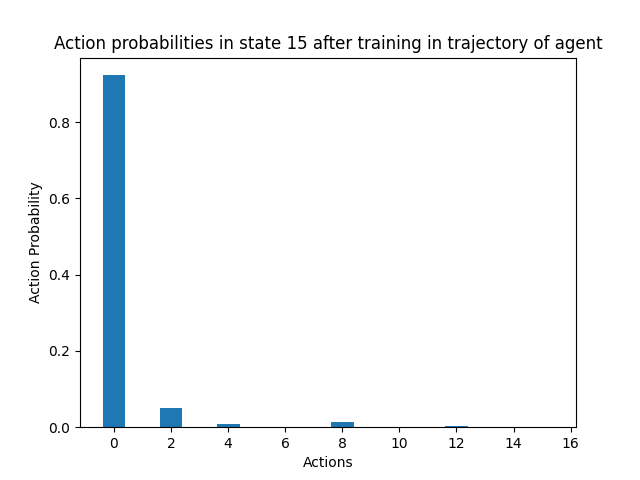 Action probabilities in state 15 after training in trajectory of agent
Action Probability
0.8
0.6
0.4
0.2
0.0
0 2 4 6 8 10 12 14 16
Actions